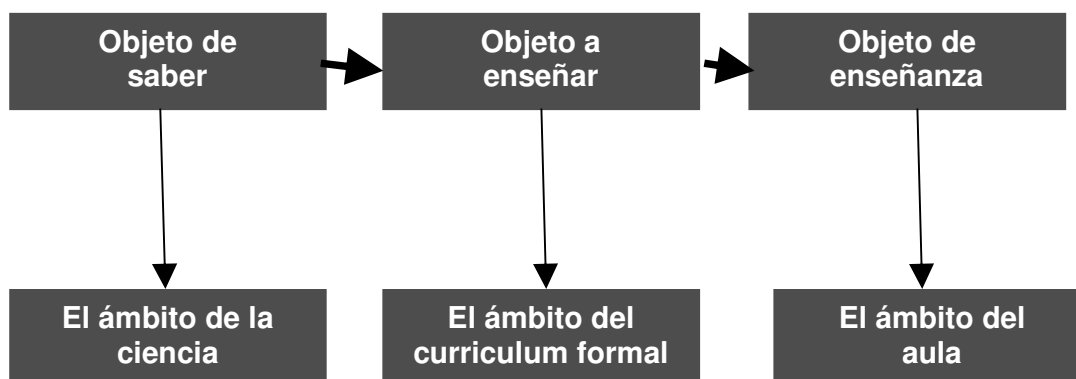 Objeto de
saber
Objeto a
enseñar
Objeto de
enseñanza
El ámbito de la
ciencia
El ámbito del
curriculum formal
El ámbito del
aula